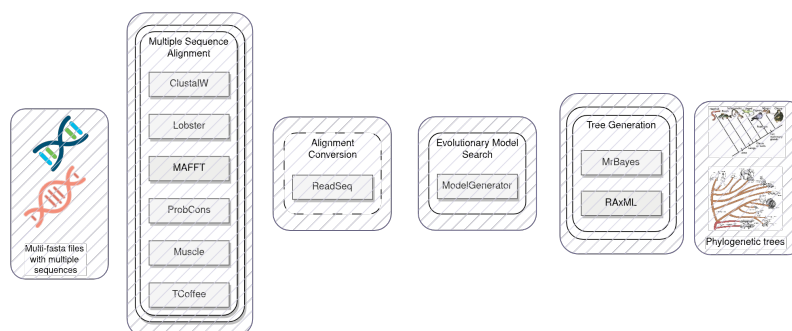 Multi-fasta files
with multiple
sequences
Multiple Sequence
Alignment
ClustalW
Lobster
MAFFT
ProbCons
Muscle
TCoffee
Alignment
Conversion
ReadSeq
Evolutionary Model
Search
ModelGenerator
Tree Generation
MrBayes
RAxML
Phylogenetic trees